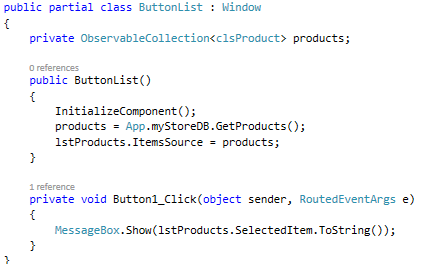 public partial class ButtonList : Window
{
private ObservableCollection<clsProduct> products;
0 references
public ButtonList()
{
InitializeComponent();
products = App.myStoreDB.GetProducts();
lstProducts.ItemsSource = products;
}
1 reference
private void Button1_Click(object sender, RoutedEventArgs e)
{
MessageBox.Show(lstProducts.SelectedItem.ToString());
}
}